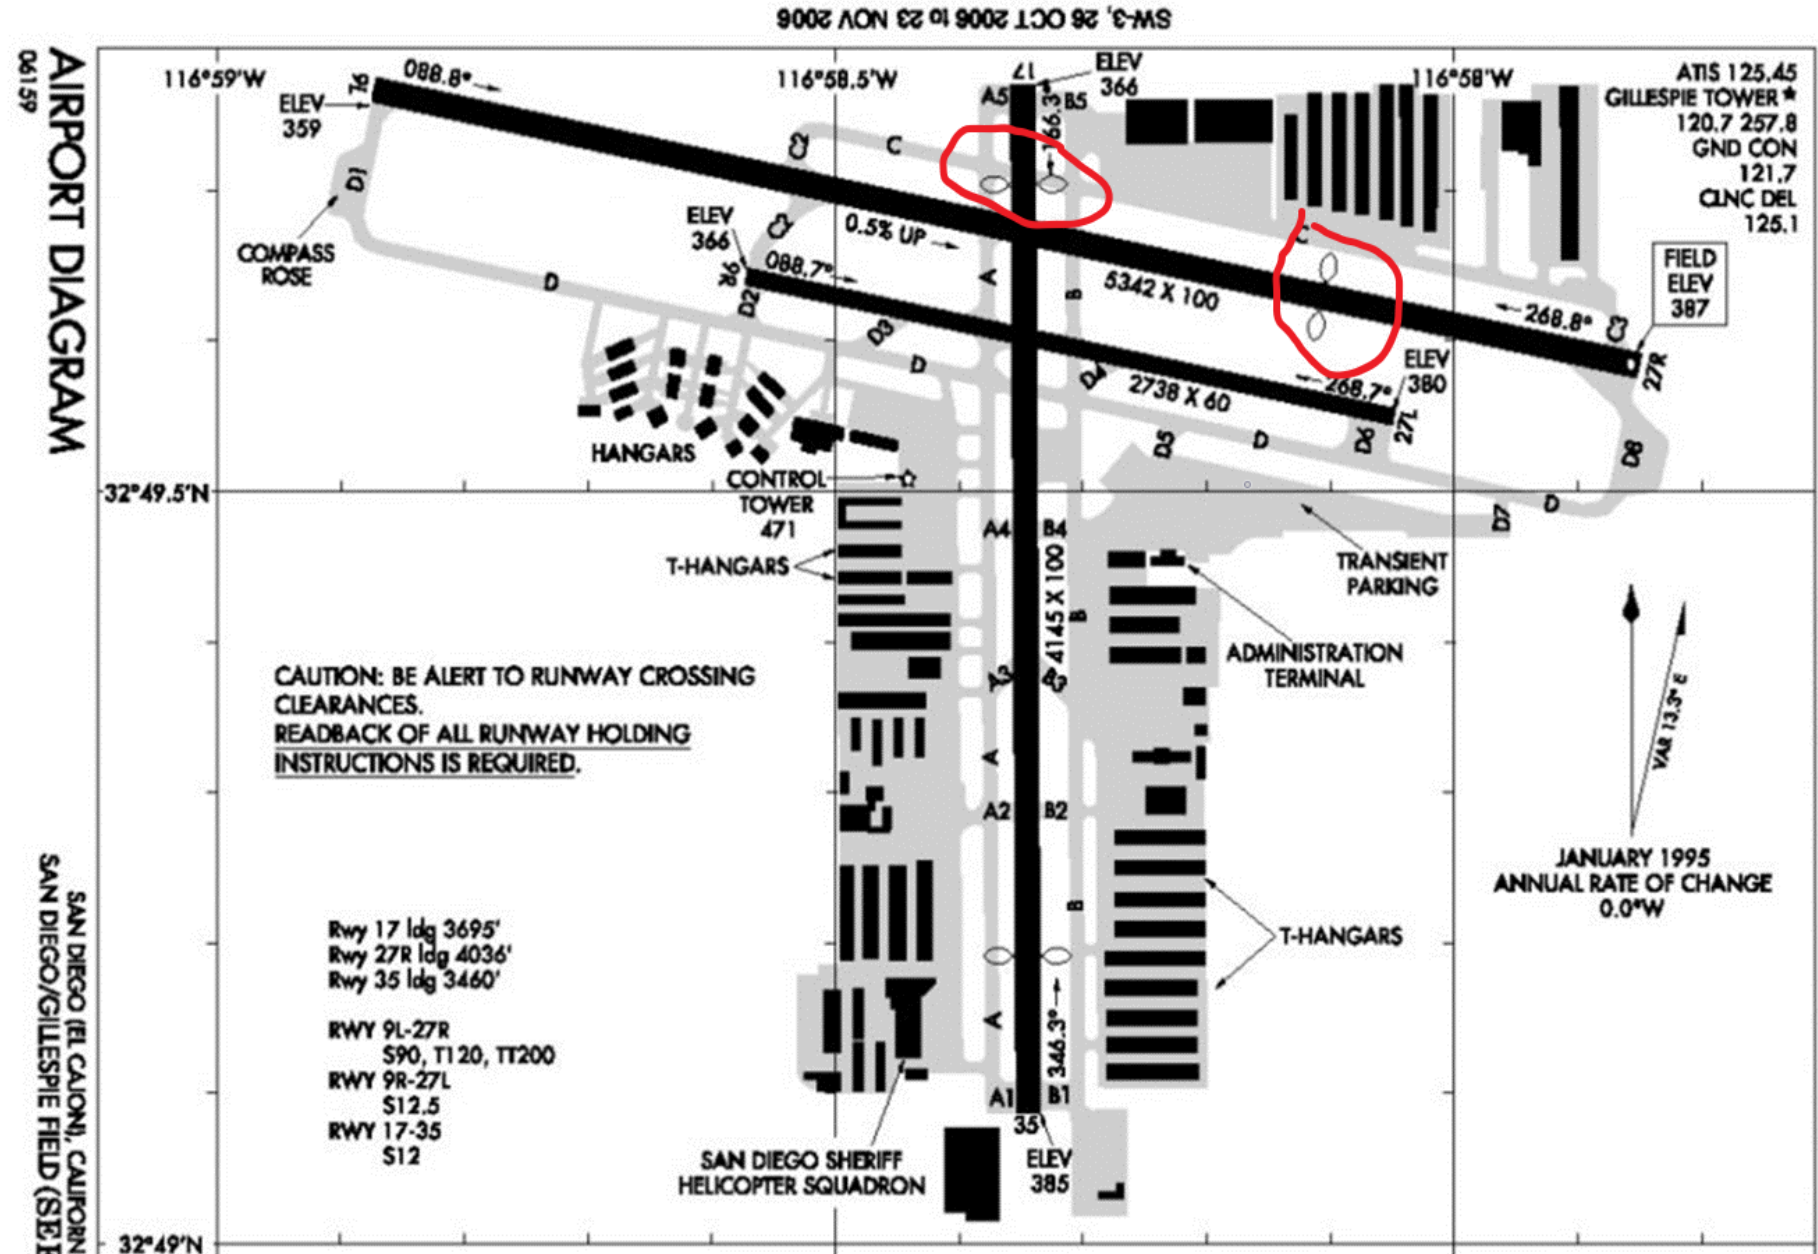 SW-3, 26 OCT 2006 to 23 NOV 2006
AIRPORT DIAGRAM
06159
116°59'W
116°58.5'W
116°58'W
9L
088.8°
ELEV
359
17
ELEV
366
A5
B5
166.3°
ATIS 125.45
GILLESPIE TOWER★
120.7 257.8
GND CON
121.7
CLNC DEL
125.1
C2
C
D1
COMPASS
ROSE
ELEV
366
C2
0.5% UP
C
9R
088.7°
D2
A
B
5342 X 100
268.8°
C3
FIELD
ELEV
387
27R
D
D3
D
D4
2738 X 60
268.7°
ELEV
380
27L
D5
D
D6
D8
HANGARS
CONTROL
TOWER
471
32°49.5'N
D7
D
T-HANGARS
A4
B4
4145 X 100
B
TRANSIENT
PARKING
ADMINISTRATION
TERMINAL
A3
B3
VAR 13.3° E
CAUTION: BE ALERT TO RUNWAY CROSSING
CLEARANCES.
READBACK OF ALL RUNWAY HOLDING
INSTRUCTIONS IS REQUIRED.
A
A2
B2
B
JANUARY 1995
ANNUAL RATE OF CHANGE
0.0°W
T-HANGARS
Rwy 17 ldg 3695'
Rwy 27R ldg 4036'
Rwy 35 ldg 3460'
RWY 9L-27R
S90, T120, TT200
RWY 9R-27L
S12.5
RWY 17-35
S12
A
346.3°
A1
B1
35
ELEV
385
SAN DIEGO SHERIFF
HELICOPTER SQUADRON
SAN DIEGO (EL CAJON), CALIFORN
SAN DIEGO/GILLESPIE FIELD (SEE
32°49'N